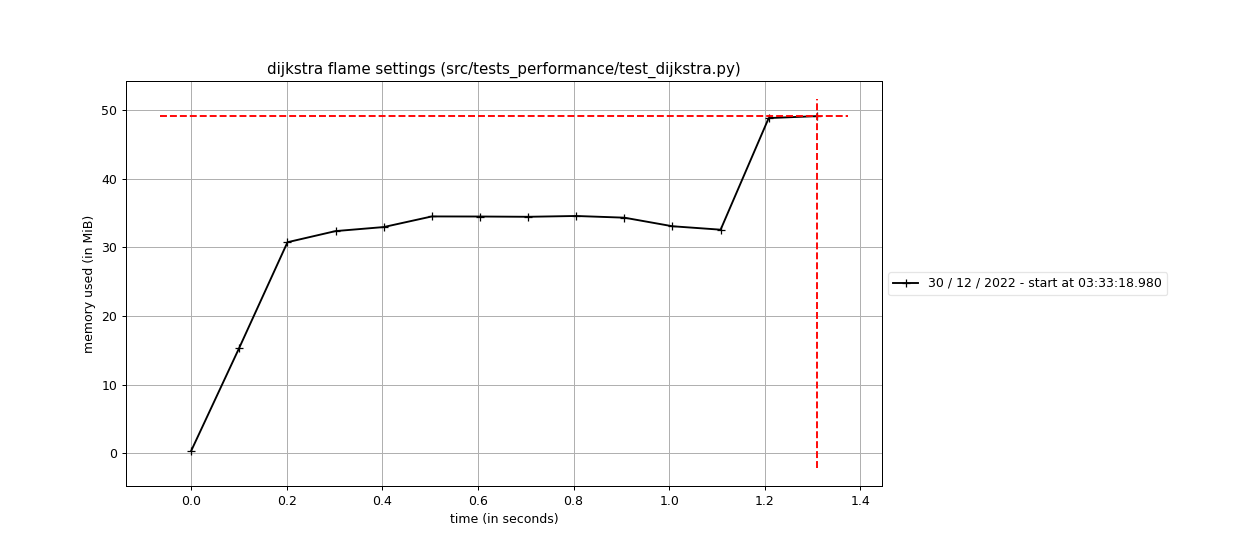 dijkstra flame settings (src/tests_performance/test_dijkstra.py)
50
40
30
20
10
0
memory used (in MiB)
0.0 0.2 0.4 0.6 0.8 1.0 1.2 1.4
time (in seconds)
30 / 12 / 2022 - start at 03:33:18.980